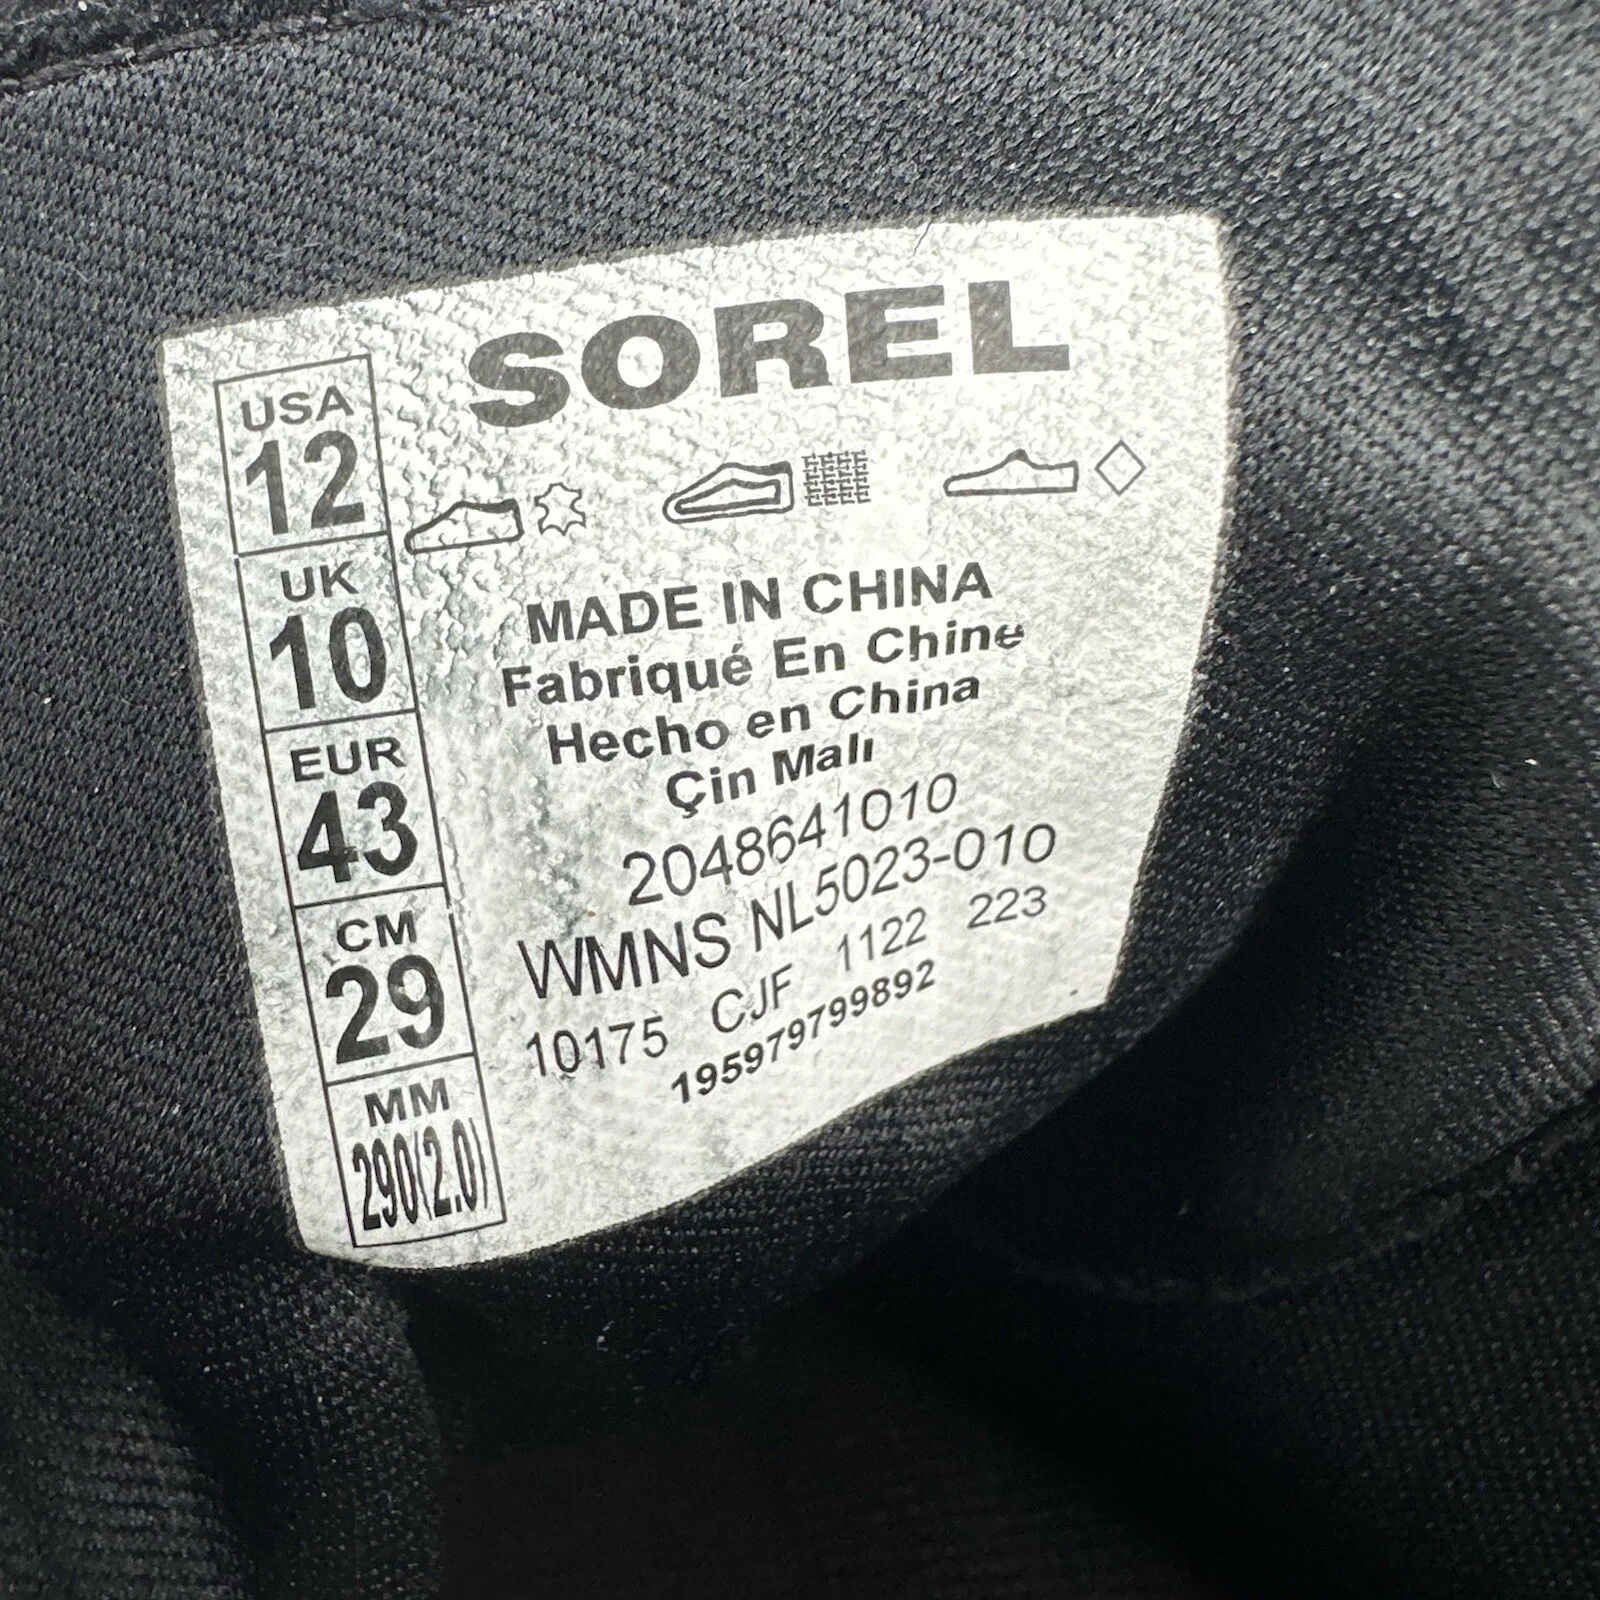 SOREL
USA
12
UK
10
EUR
43
CM
29
MM
290(2.0)
MADE IN CHINA
Fabriqué En Chine
Hecho en China
Çin Malı
2048641010
WMNS NL5023-010
10175 CJF 1122 223
195979799892